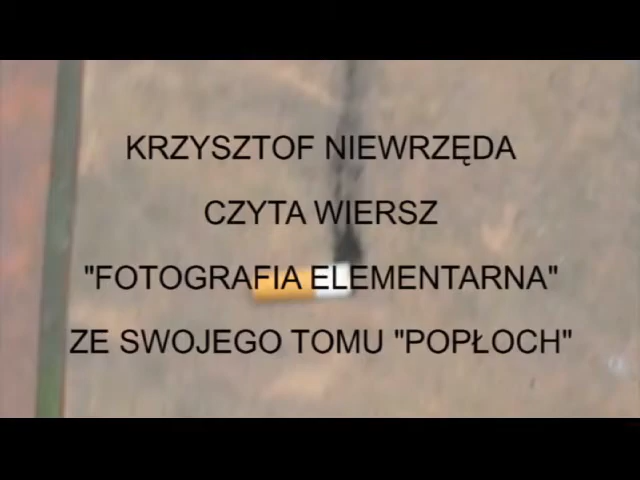 KRZYSZTOF NIEWRZĘDA
CZYTA WIERSZ
"FOTOGRAFIA ELEMENTARNA"
ZE SWOJEGO TOMU "POPŁOCH"